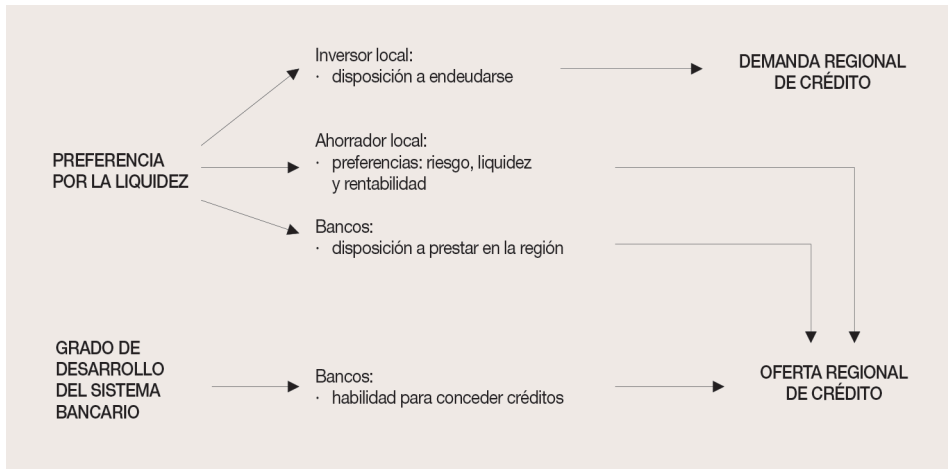 Inversor local:
· disposición a endeudarse
DEMANDA REGIONAL
DE CRÉDITO
PREFERENCIA
POR LA LIQUIDEZ
Ahorrador local:
· preferencias: riesgo, liquidez
y rentabilidad
Bancos:
· disposición a prestar en la región
GRADO DE
DESARROLLO
DEL SISTEMA
BANCARIO
Bancos:
· habilidad para conceder créditos
OFERTA REGIONAL
DE CRÉDITO